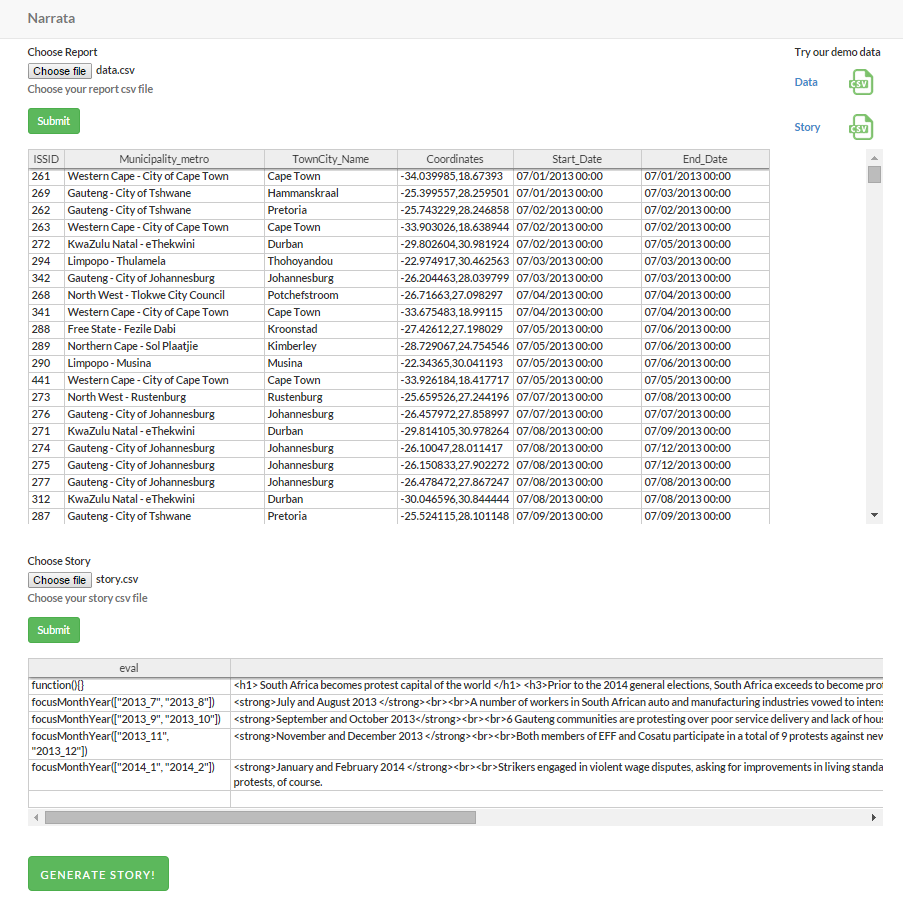 Narrata
Choose Report
Try our demo data
Choose file data.csv
Choose your report csv file
Data CSV
Submit
Story CSV
ISSID Municipality_metro TownCity_Name Coordinates Start_Date End_Date
261 Western Cape - City of Cape Town Cape Town -34.039985,18.67393 07/01/2013 00:00 07/01/2013 00:00
269 Gauteng - City of Tshwane Hammanskraal -25.399557,28.259501 07/01/2013 00:00 07/03/2013 00:00
262 Gauteng - City of Tshwane Pretoria -25.743229,28.246858 07/02/2013 00:00 07/02/2013 00:00
263 Western Cape - City of Cape Town Cape Town -33.903026,18.638944 07/02/2013 00:00 07/02/2013 00:00
272 KwaZulu Natal - eThekwini Durban -29.802604,30.981924 07/02/2013 00:00 07/05/2013 00:00
294 Limpopo - Thulamela Thohoyandou -22.974917,30.462563 07/03/2013 00:00 07/03/2013 00:00
342 Gauteng - City of Johannesburg Johannesburg -26.204463,28.039799 07/03/2013 00:00 07/03/2013 00:00
268 North West - Tlokwe City Council Potchefstroom -26.71663,27.098297 07/04/2013 00:00 07/04/2013 00:00
341 Western Cape - City of Cape Town Cape Town -33.675483,18.99115 07/04/2013 00:00 07/04/2013 00:00
288 Free State - Fezile Dabi Kroonstad -27.42612,27.198029 07/05/2013 00:00 07/06/2013 00:00
289 Northern Cape - Sol Plaatjie Kimberley -28.729067,24.754546 07/05/2013 00:00 07/06/2013 00:00
290 Limpopo - Musina Musina -22.34365,30.041193 07/05/2013 00:00 07/06/2013 00:00
441 Western Cape - City of Cape Town Cape Town -33.926184,18.417717 07/05/2013 00:00 07/05/2013 00:00
273 North West - Rustenburg Rustenburg -25.659526,27.244196 07/07/2013 00:00 07/08/2013 00:00
276 Gauteng - City of Johannesburg Johannesburg -26.457972,27.858997 07/07/2013 00:00 07/07/2013 00:00
271 KwaZulu Natal - eThekwini Durban -29.814105,30.978264 07/08/2013 00:00 07/09/2013 00:00
274 Gauteng - City of Johannesburg Johannesburg -26.10047,28.011417 07/08/2013 00:00 07/12/2013 00:00
275 Gauteng - City of Johannesburg Johannesburg -26.150833,27.902272 07/08/2013 00:00 07/12/2013 00:00
277 Gauteng - City of Johannesburg Johannesburg -26.478472,27.867247 07/08/2013 00:00 07/08/2013 00:00
312 KwaZulu Natal - eThekwini Durban -30.046596,30.844444 07/08/2013 00:00 07/08/2013 00:00
287 Gauteng - City of Tshwane Pretoria -25.524115,28.101148 07/09/2013 00:00 07/09/2013 00:00
Choose Story
Choose file story.csv
Choose your story csv file
Submit
eval
function(){} <h1> South Africa becomes protest capital of the world </h1> <h3>Prior to the 2014 general elections, South Africa exceeds to become pro
focusMonthYear(["2013_7", "2013_8"]) <strong>July and August 2013 </strong><br><br>A number of workers in South African auto and manufacturing industries vowed to intens
focusMonthYear(["2013_9", "2013_10"]) <strong>September and October 2013</strong><br><br>6 Gauteng communities are protesting over poor service delivery and lack of hous
focusMonthYear(["2013_11", <strong>November and December 2013 </strong><br><br>Both members of EFF and Cosatu participate in a total of 9 protests against new
"2013_12"])
focusMonthYear(["2014_1", "2014_2"]) <strong>January and February 2014 </strong><br><br>Strikers engaged in violent wage disputes, asking for improvements in living standa
protests, of course.
GENERATE STORY!